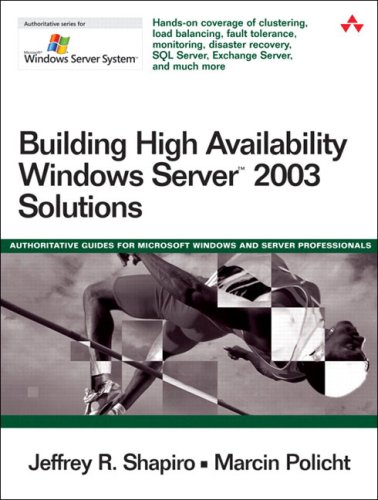 Authoritative series for
Microsoft
Windows Server System™
Hands-on coverage of clustering,
load balancing, fault tolerance,
monitoring, disaster recovery,
SQL Server, Exchange Server,
and much more
Building High Availability
Windows Server™ 2003
Solutions
AUTHORITATIVE GUIDES FOR MICROSOFT WINDOWS AND SERVER PROFESSIONALS
Jeffrey R. Shapiro ■ Marcin Policht